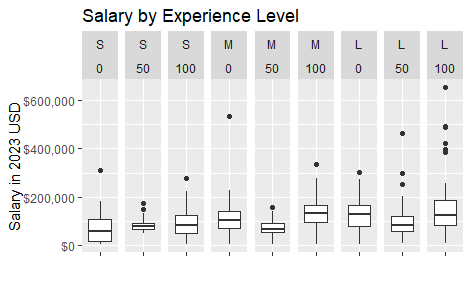 Salary by Experience Level
S S S M M M L L L
0 50 100 0 50 100 0 50 100
Salary in 2023 USD
$600,000
$400,000
$200,000
$0